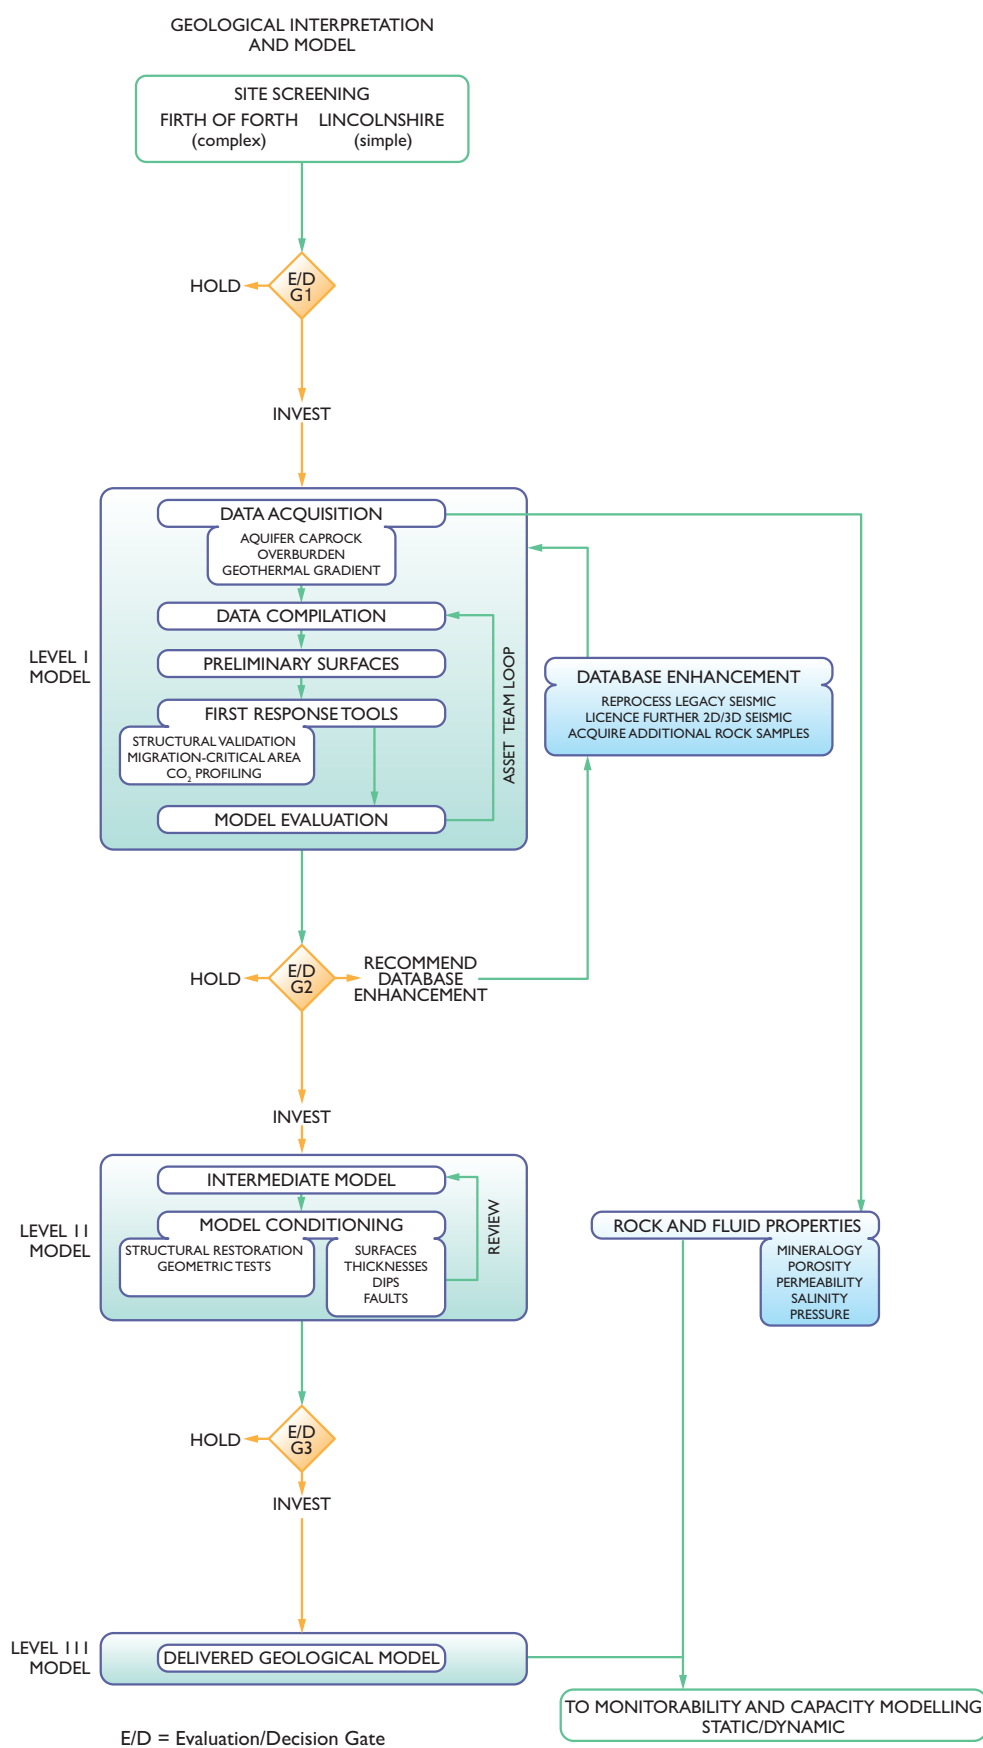 GEOLOGICAL INTERPRETATION
AND MODEL
SITE SCREENING
FIRTH OF FORTH LINCOLNSHIRE
(complex) (simple)
HOLD
E/D
G1
INVEST
LEVEL I
MODEL
DATA ACQUISITION
AQUIFER CAPROCK
OVERBURDEN
GEOTHERMAL GRADIENT
DATA COMPILATION
PRELIMINARY SURFACES
FIRST RESPONSE TOOLS
STRUCTURAL VALIDATION
MIGRATION-CRITICAL AREA
CO₂ PROFILING
MODEL EVALUATION
ASSET TEAM LOOP
DATABASE ENHANCEMENT
REPROCESS LEGACY SEISMIC
LICENCE FURTHER 2D/3D SEISMIC
ACQUIRE ADDITIONAL ROCK SAMPLES
HOLD
E/D
G2
RECOMMEND
DATABASE
ENHANCEMENT
INVEST
LEVEL II
MODEL
INTERMEDIATE MODEL
MODEL CONDITIONING
STRUCTURAL RESTORATION
GEOMETRIC TESTS
SURFACES
THICKNESSES
DIPS
FAULTS
REVIEW
ROCK AND FLUID PROPERTIES
MINERALOGY
POROSITY
PERMEABILITY
SALINITY
PRESSURE
HOLD
E/D
G3
INVEST
LEVEL III
MODEL
DELIVERED GEOLOGICAL MODEL
TO MONITORABILITY AND CAPACITY MODELLING
STATIC/DYNAMIC
E/D = Evaluation/Decision Gate